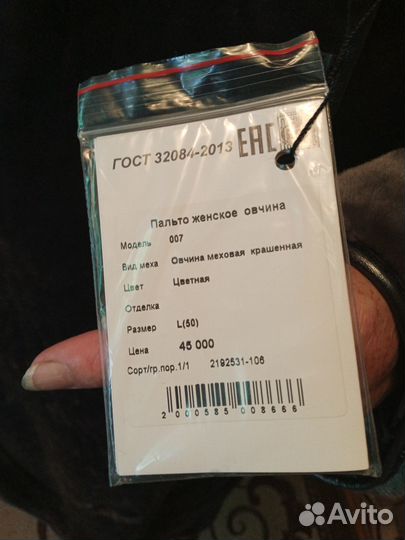 ГОСТ 32084-2013 ЕАС
Пальто женское овчина
Модель 007
Вид меха Овчина меховая крашенная
Цвет Цветная
Отделка
Размер L(50)
Цена 45 000
Сорт/гр.пор.1/1 2192531-106
2000585008666
Avito